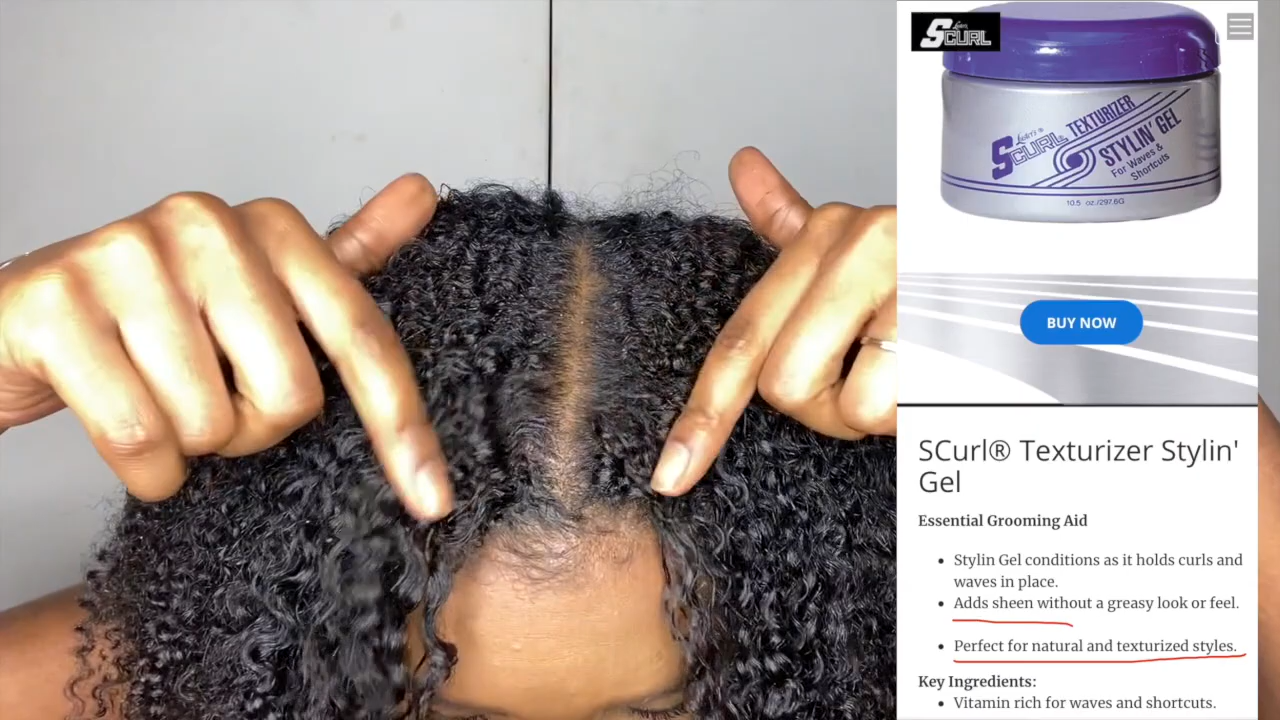 Luster's
SCURL
Luster's®
SCURL® TEXTURIZER
STYLIN' GEL
For Waves &
Shortcuts
10.5 oz./297.6G
BUY NOW
SCurl® Texturizer Stylin'
Gel
Essential Grooming Aid
• Stylin Gel conditions as it holds curls and
waves in place.
• Adds sheen without a greasy look or feel.
• Perfect for natural and texturized styles.
Key Ingredients:
• Vitamin rich for waves and shortcuts.